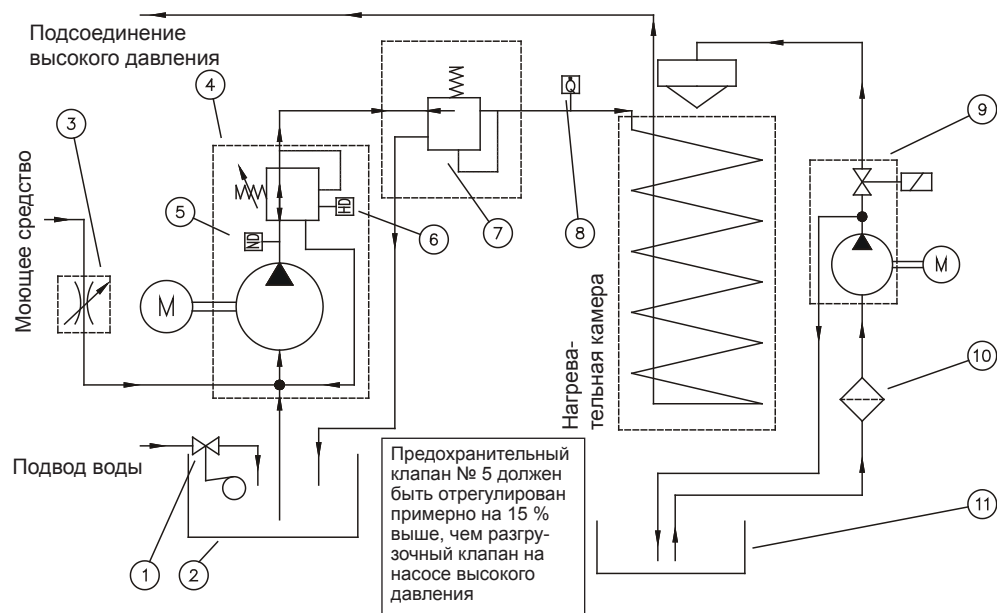 Подсоединение
высокого давления
4
3
9
Моющее средство
5
ND
HD
6
7
Q
8
M
M
Нагрева-
тельная камера
10
Подвод воды
Предохранительный
клапан № 5 должен
быть отрегулирован
примерно на 15 %
выше, чем разгру-
зочный клапан на
насосе высокого
давления
11
1
2